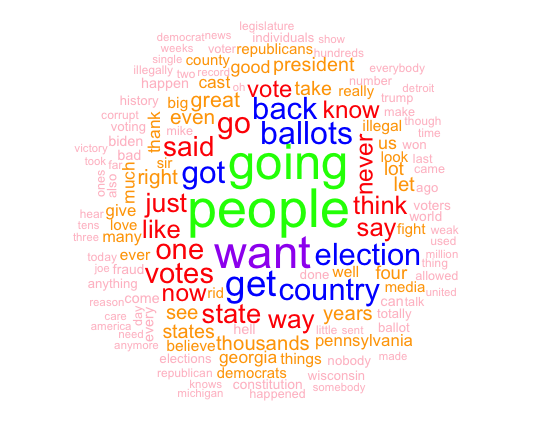 legislature
democrat news individuals show
weeks voter republicans hundreds
single county good president everybody
illegally two record cast vote take really number detroit
happen oh
history big great back know trump make
corrupt even go ballots illegal though
voting thank mike said never us time
biden going look won last
victory bad sir got lot came
took far right
ones also much people let ago
hear give just think voters
tens love like want say fight world weak
three many one election used
today ever votes get done well four million thing
joe fraud media allowed
anything now rid country can talk united
reason come see state way years totally
care day every states hell little sent ballot
america need believe thousands pennsylvania
anymore elections georgia things nobody made
republican democrats wisconsin
knows constitution somebody
michigan happened